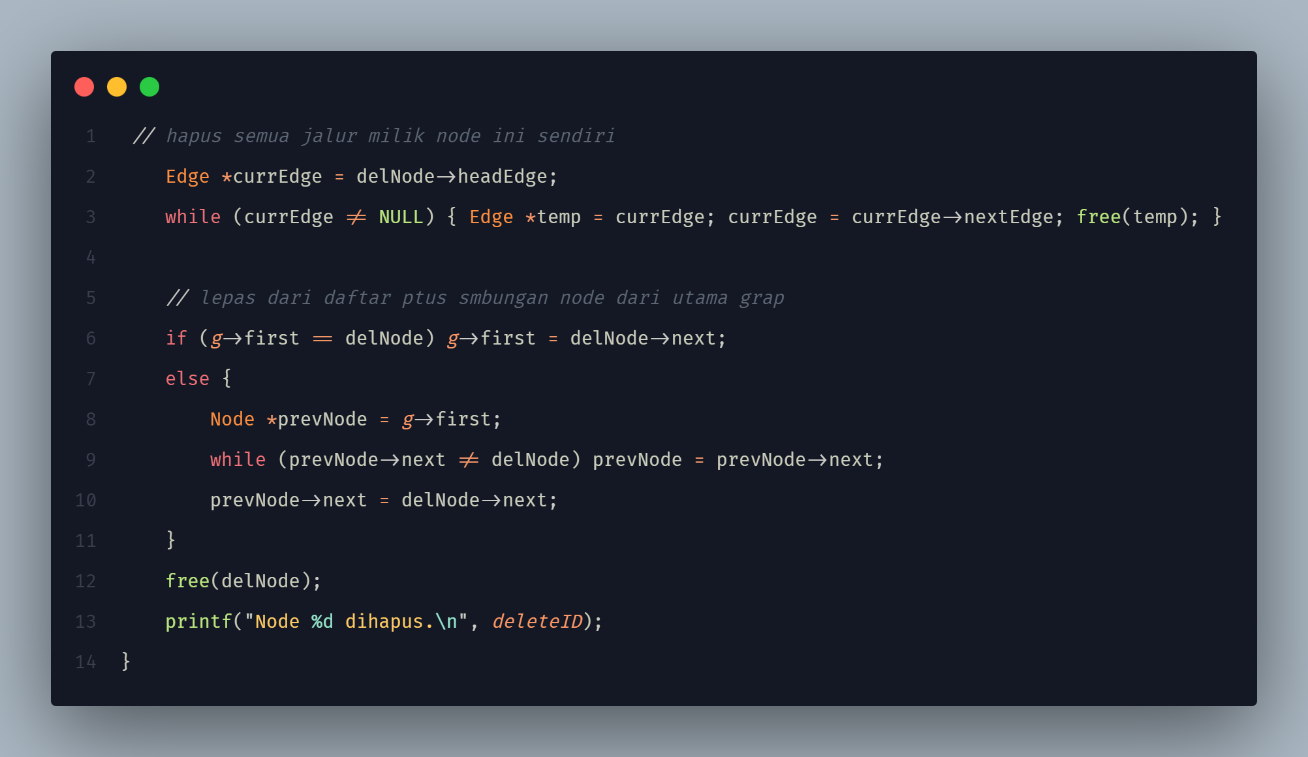 1 // hapus semua jalur milik node ini sendiri
2 Edge *currEdge = delNode->headEdge;
3 while (currEdge != NULL) { Edge *temp = currEdge; currEdge = currEdge->nextEdge; free(temp); }
4
5 // lepas dari daftar ptus smbungan node dari utama grap
6 if (g->first == delNode) g->first = delNode->next;
7 else {
8 Node *prevNode = g->first;
9 while (prevNode->next != delNode) prevNode = prevNode->next;
10 prevNode->next = delNode->next;
11 }
12 free(delNode);
13 printf("Node %d dihapus.\n", deleteID);
14 }